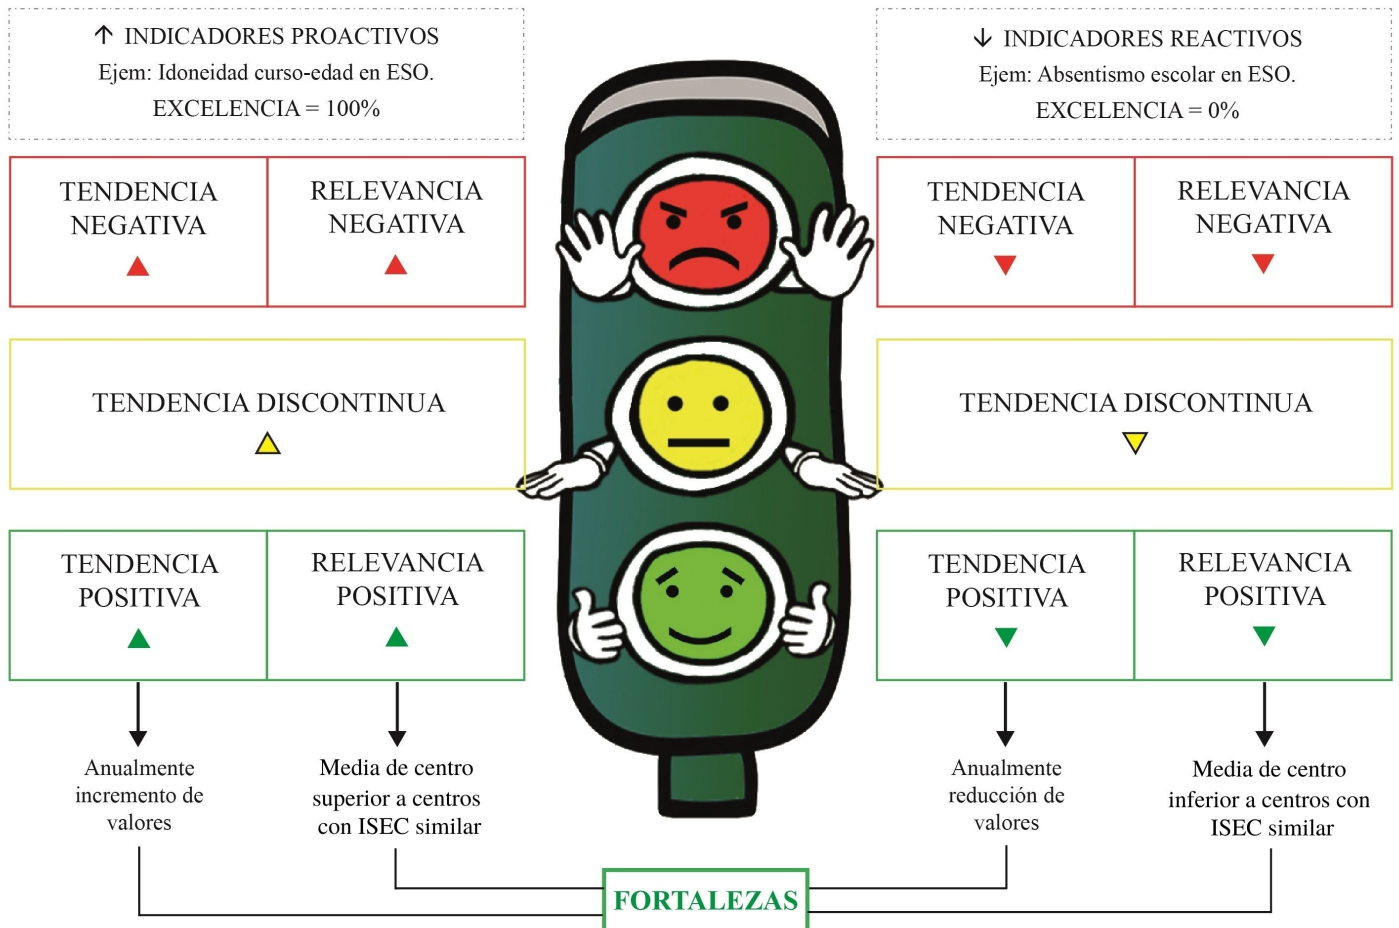 ↑ INDICADORES PROACTIVOS
Ejem: Idoneidad curso-edad en ESO.
EXCELENCIA = 100%
↓ INDICADORES REACTIVOS
Ejem: Absentismo escolar en ESO.
EXCELENCIA = 0%
TENDENCIA
NEGATIVA
RELEVANCIA
NEGATIVA
TENDENCIA
NEGATIVA
RELEVANCIA
NEGATIVA
TENDENCIA DISCONTINUA
TENDENCIA DISCONTINUA
TENDENCIA
POSITIVA
RELEVANCIA
POSITIVA
TENDENCIA
POSITIVA
RELEVANCIA
POSITIVA
Anualmente
incremento de
valores
Media de centro
superior a centros
con ISEC similar
Anualmente
reducción de
valores
Media de centro
inferior a centros con
ISEC similar
FORTALEZAS